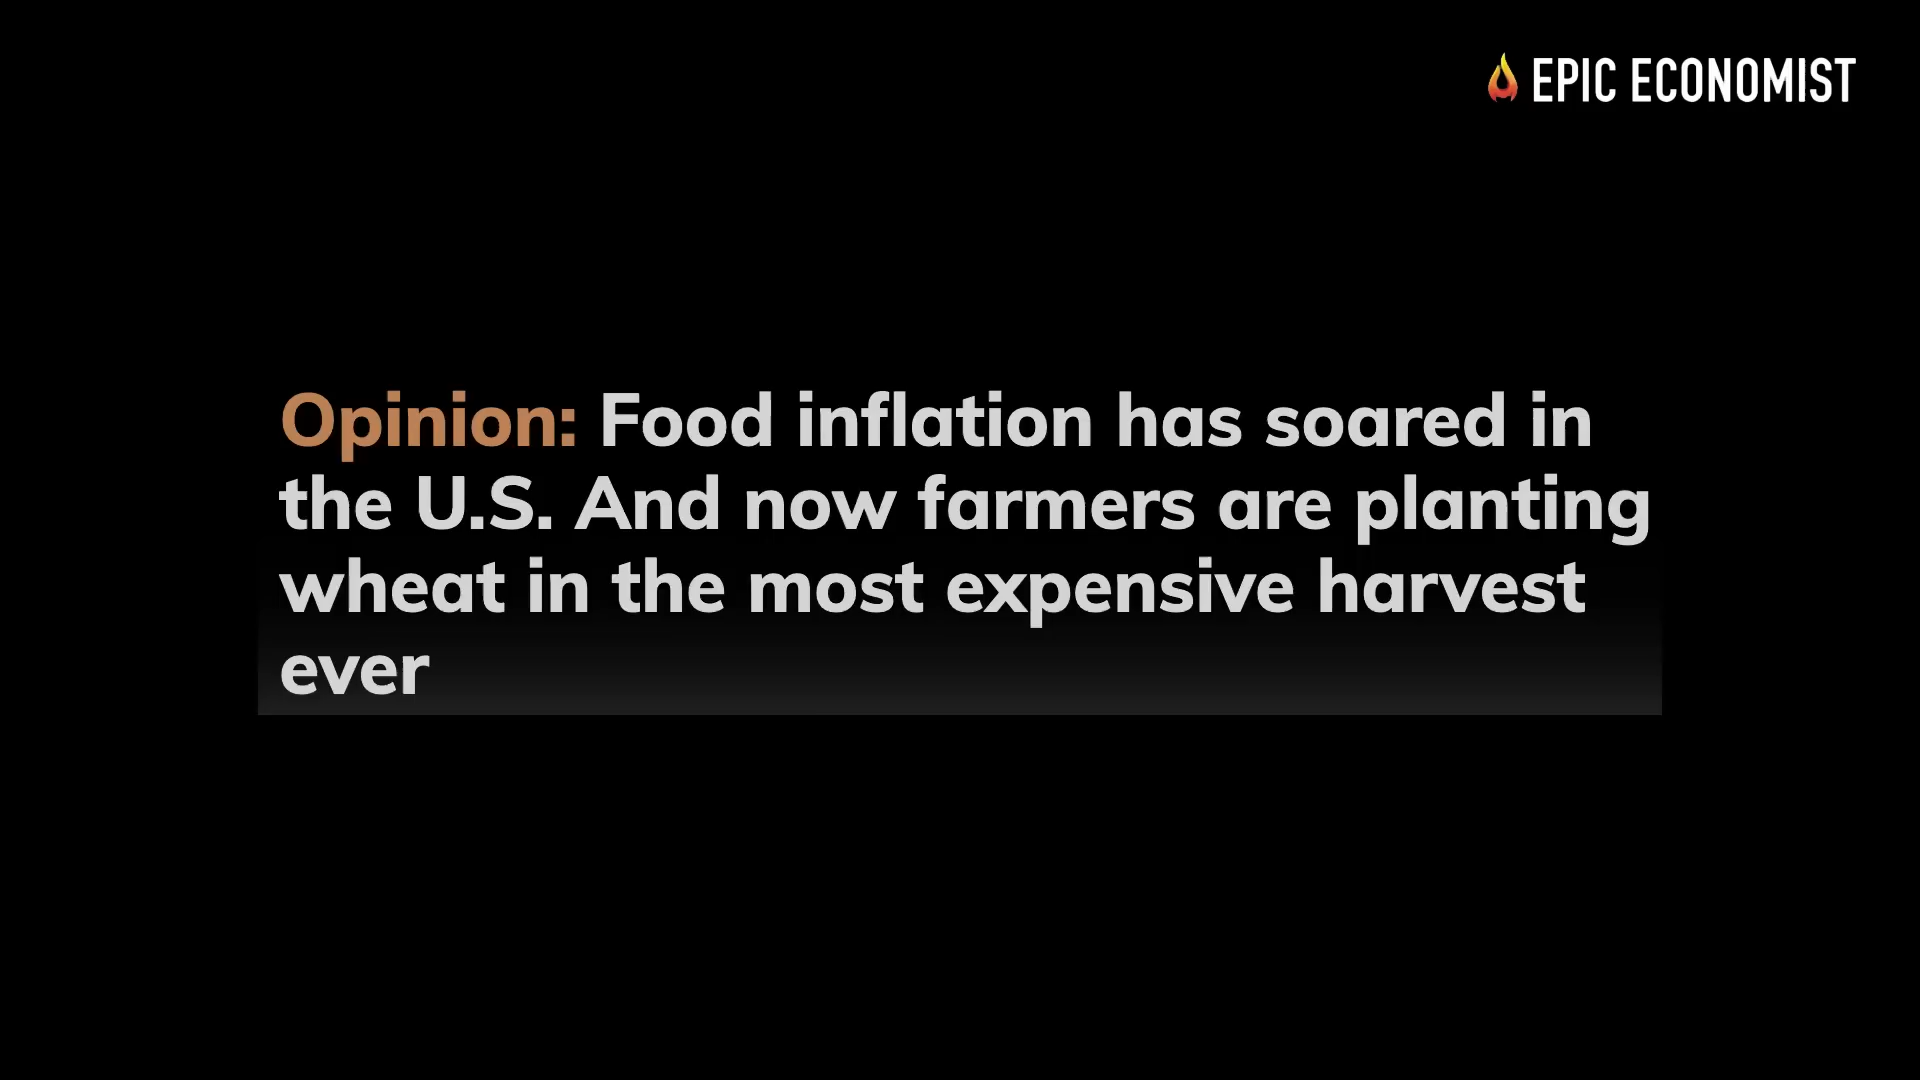 EPIC ECONOMIST
Opinion: Food inflation has soared in
the U.S. And now farmers are planting
wheat in the most expensive harvest
ever